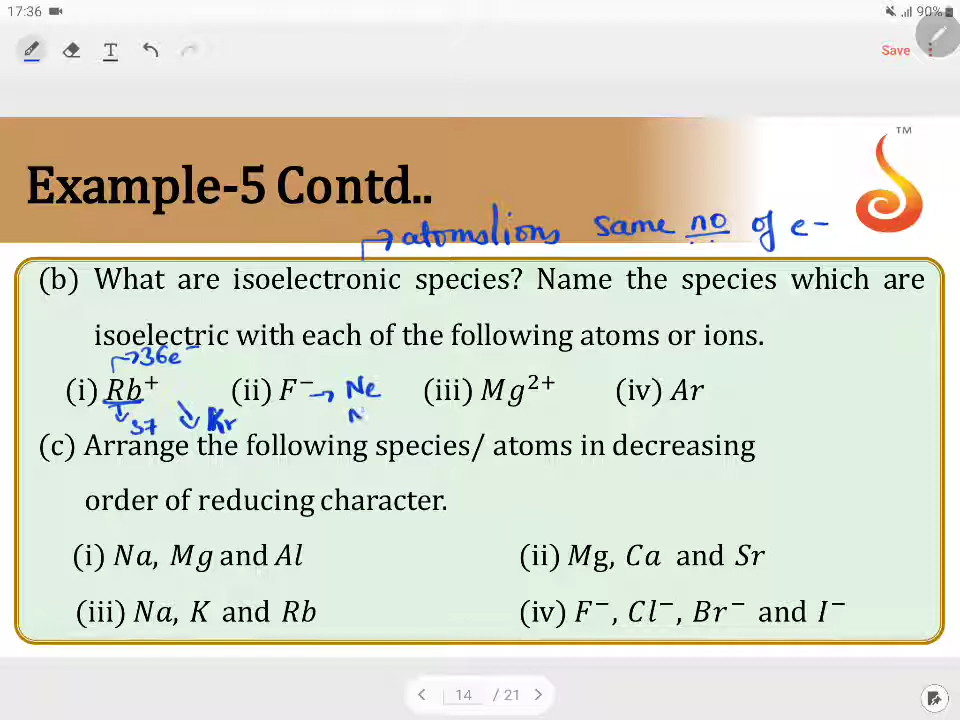 17:36 90%
T Save
TM
Example-5 Contd..
→ atoms/ions same no of e-
(b) What are isoelectronic species? Name the species which are
isoelectric with each of the following atoms or ions.
→36e⁻
(i) Rb⁺ (ii) F⁻ → Ne (iii) Mg²⁺ (iv) Ar
37 Kr N
(c) Arrange the following species/ atoms in decreasing
order of reducing character.
(i) Na, Mg and Al (ii) Mg, Ca and Sr
(iii) Na, K and Rb (iv) F⁻, Cl⁻, Br⁻ and I⁻
< 14 / 21 >